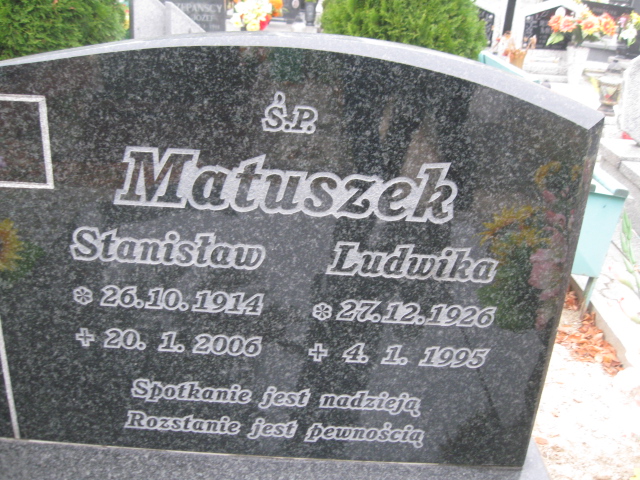 Ś.P.
Matuszek
Stanisław Ludwika
* 26.10.1914 * 27.12.1926
+ 20. 1. 2006 + 4. 1. 1995
Spotkanie jest nadzieją
Rozstanie jest pewnością